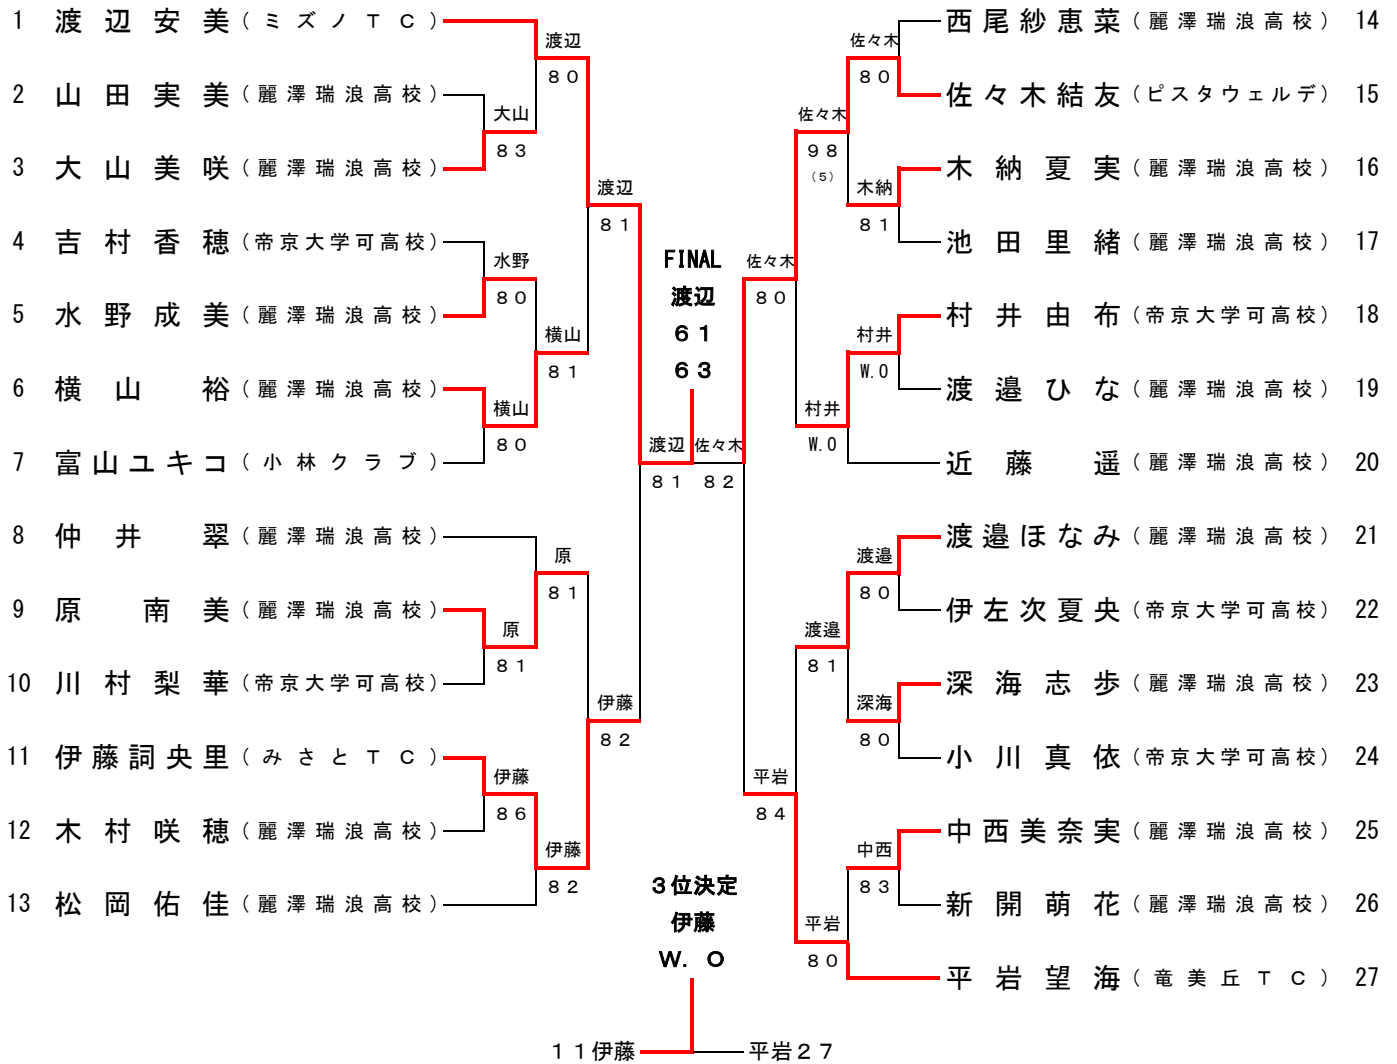 1 渡辺安美 (ミズノTC)
2 山田実美 (麗澤瑞浪高校)
3 大山美咲 (麗澤瑞浪高校)
4 吉村香穂 (帝京大学可高校)
5 水野成美 (麗澤瑞浪高校)
6 横山裕 (麗澤瑞浪高校)
7 富山ユキコ (小林クラブ)
8 仲井翠 (麗澤瑞浪高校)
9 原南美 (麗澤瑞浪高校)
10 川村梨華 (帝京大学可高校)
11 伊藤詞央里 (みさとTC)
12 木村咲穂 (麗澤瑞浪高校)
13 松岡佑佳 (麗澤瑞浪高校)
大山
83
水野
80
横山
80
原
81
伊藤
86
渡辺
80
横山
81
原
81
伊藤
82
渡辺
81
伊藤
82
渡辺
81
FINAL
渡辺
61
63
佐々木
82
佐々木
80
平岩
84
佐々木
98
(5)
村井
W.0
渡邉
81
平岩
80
佐々木
80
木納
81
村井
W.0
渡邉
80
深海
80
中西
83
西尾紗恵菜 (麗澤瑞浪高校) 14
佐々木結友 (ピスタウェルデ) 15
木納夏実 (麗澤瑞浪高校) 16
池田里緒 (麗澤瑞浪高校) 17
村井由布 (帝京大学可高校) 18
渡邉ひな (麗澤瑞浪高校) 19
近藤遥 (麗澤瑞浪高校) 20
渡邉ほなみ (麗澤瑞浪高校) 21
伊左次夏央 (帝京大学可高校) 22
深海志歩 (麗澤瑞浪高校) 23
小川真依 (帝京大学可高校) 24
中西美奈実 (麗澤瑞浪高校) 25
新開萌花 (麗澤瑞浪高校) 26
平岩望海 (竜美丘TC) 27
3位決定
伊藤
W. O
11伊藤
平岩27